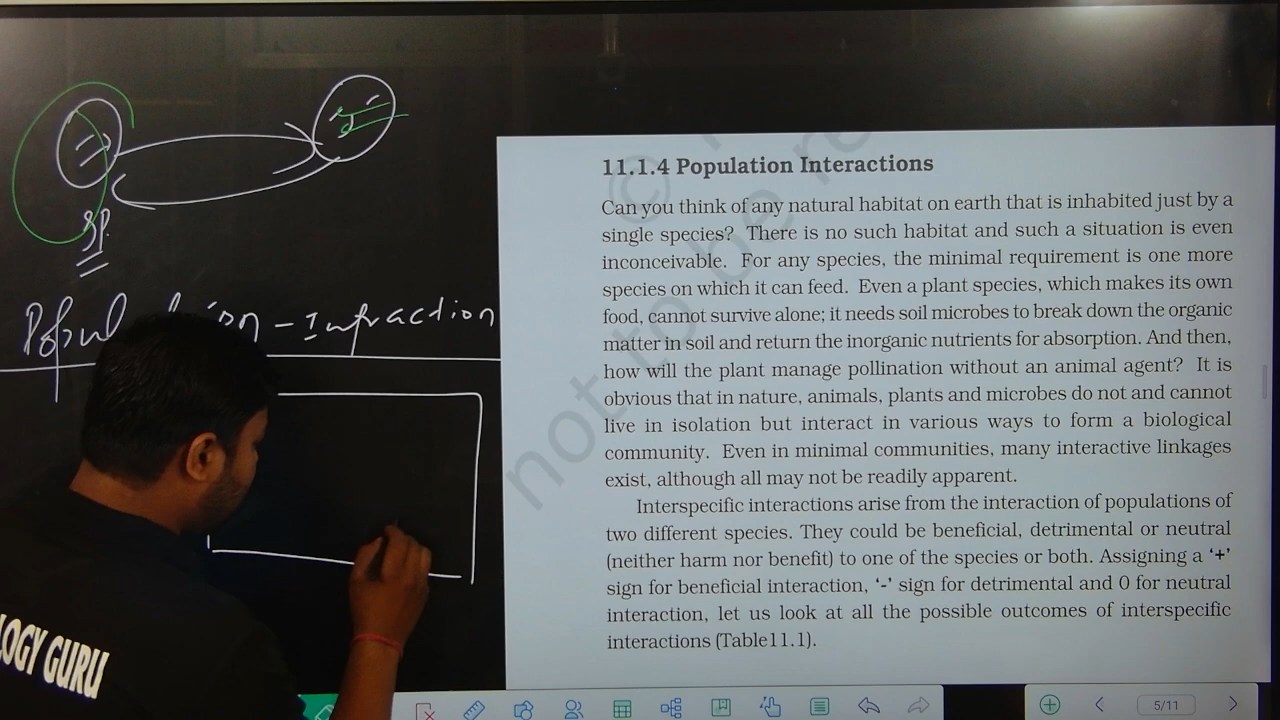 SP.
Popul ion - Intraction
11.1.4 Population Interactions
Can you think of any natural habitat on earth that is inhabited just by a
single species? There is no such habitat and such a situation is even
inconceivable. For any species, the minimal requirement is one more
species on which it can feed. Even a plant species, which makes its own
food, cannot survive alone; it needs soil microbes to break down the organic
matter in soil and return the inorganic nutrients for absorption. And then,
how will the plant manage pollination without an animal agent? It is
obvious that in nature, animals, plants and microbes do not and cannot
live in isolation but interact in various ways to form a biological
community. Even in minimal communities, many interactive linkages
exist, although all may not be readily apparent.
Interspecific interactions arise from the interaction of populations of
two different species. They could be beneficial, detrimental or neutral
(neither harm nor benefit) to one of the species or both. Assigning a ‘+’
sign for beneficial interaction, ‘-’ sign for detrimental and 0 for neutral
interaction, let us look at all the possible outcomes of interspecific
interactions (Table11.1).
not to be re
©
LOGY GURU
5/11